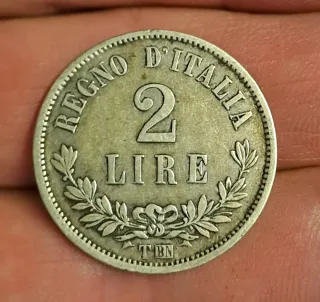 REGNO D'ITALIA
2
LIRE
T BN